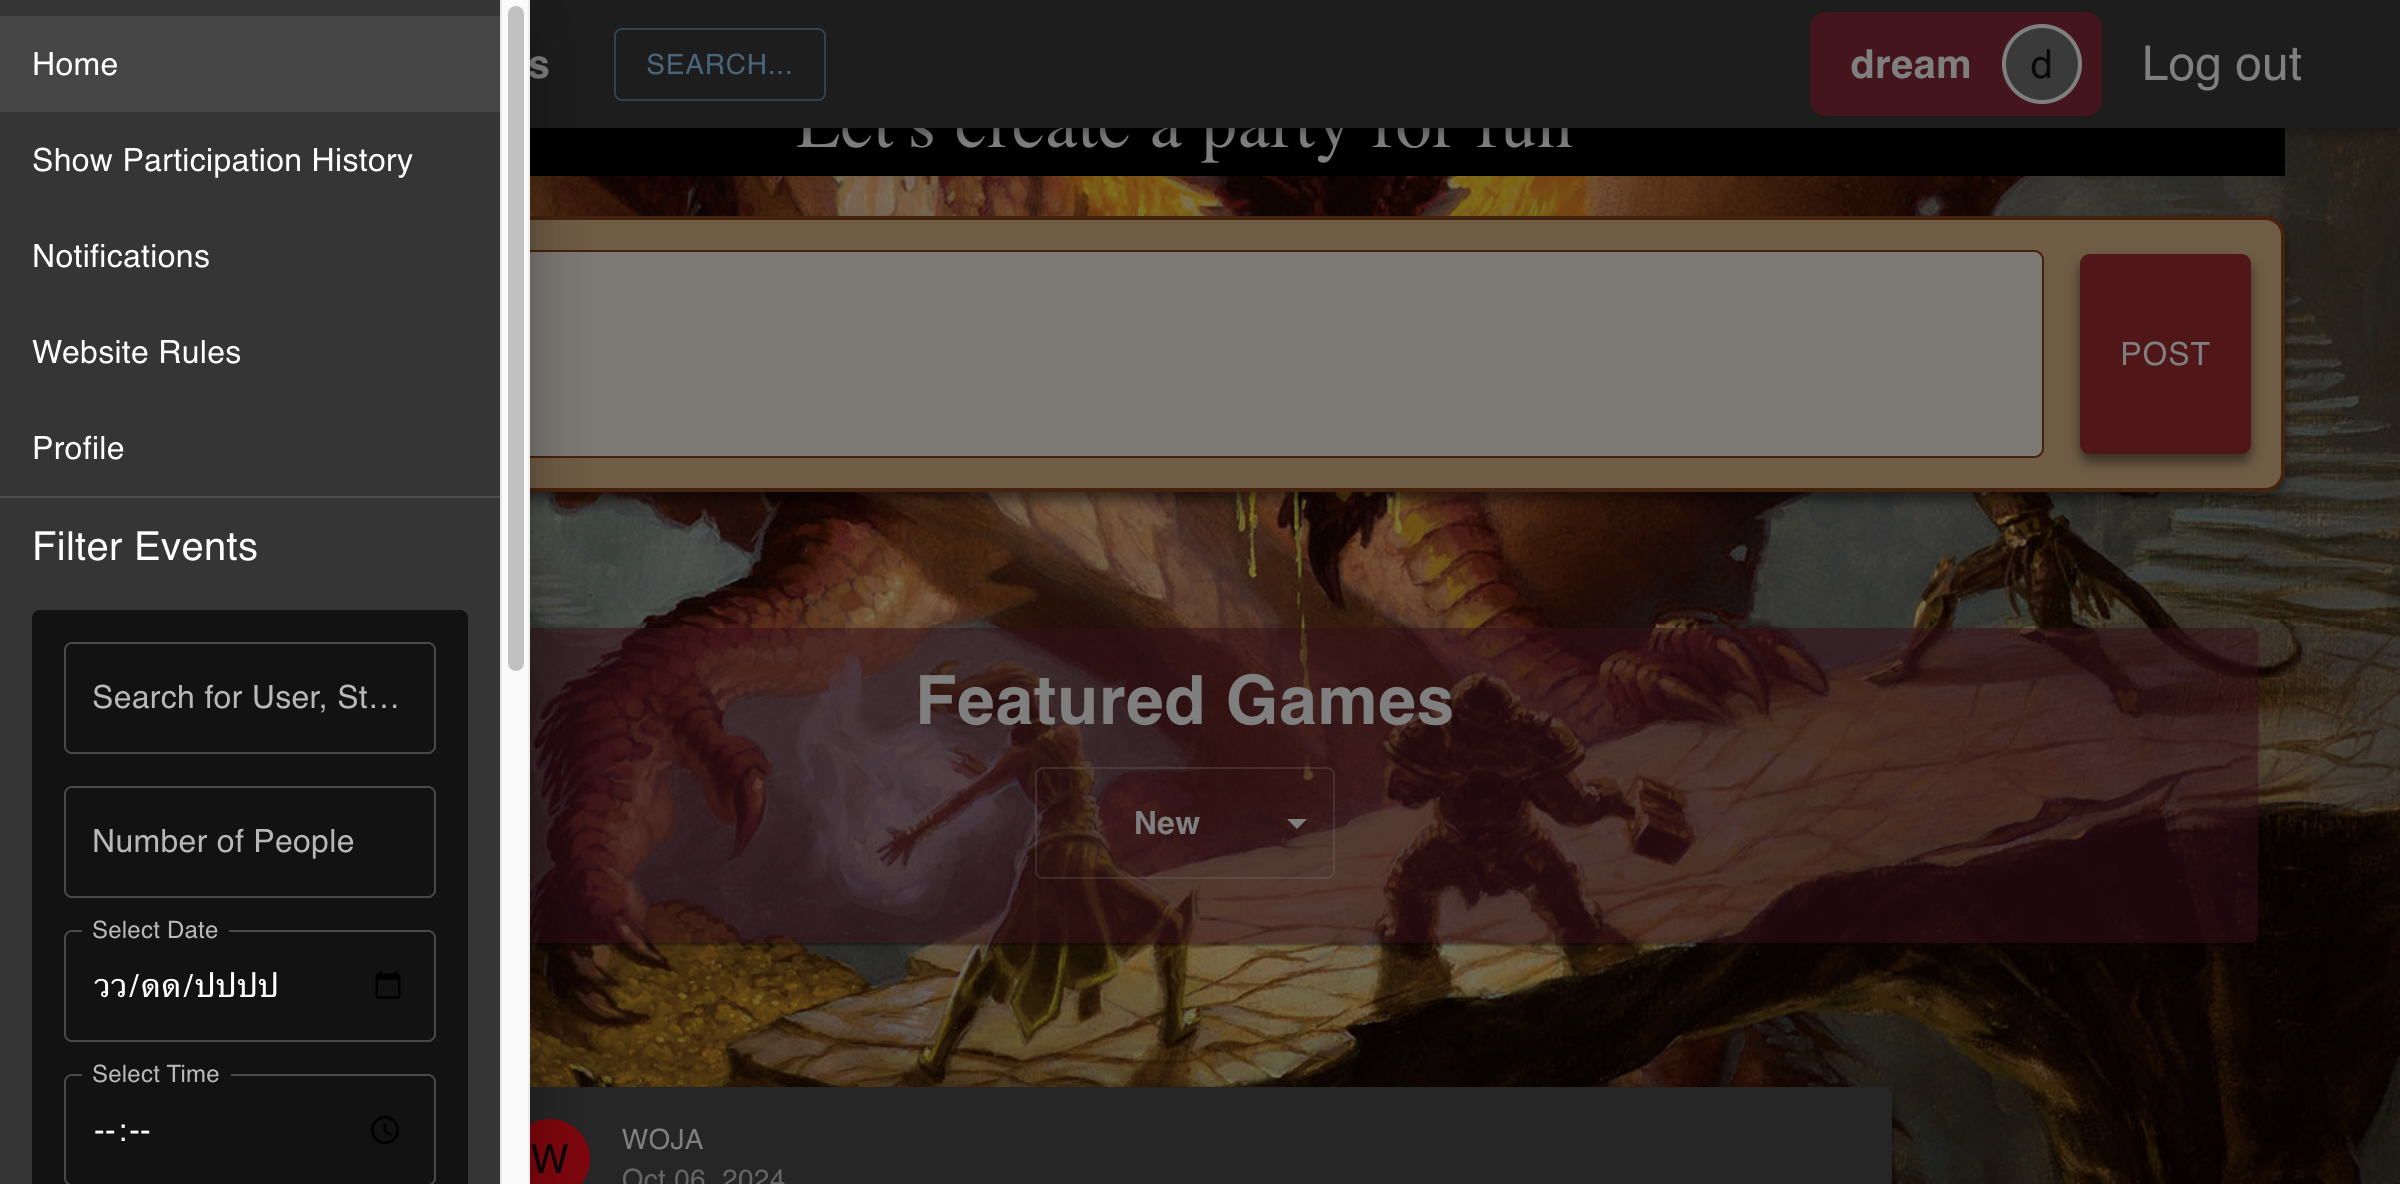 Home
Show Participation History
Notifications
Website Rules
Profile
Filter Events
Search for User, St...
Number of People
Select Date
วว/ดด/ปปปป
Select Time
--:--
s
SEARCH...
dream
d
Log out
Let's create a party for fun
POST
Featured Games
New
W
WOJA
Oct 06, 2024